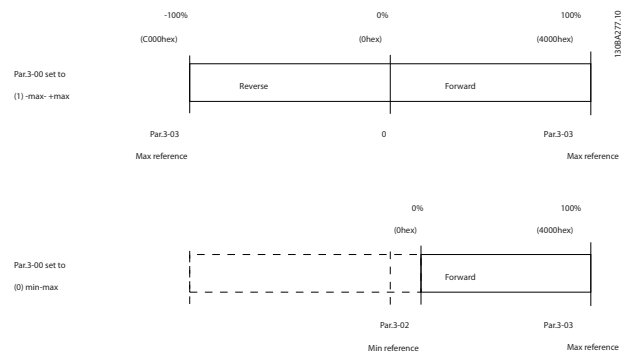 -100% 0% 100%
(C000hex) (0hex) (4000hex)
130BA277.10
Par.3-00 set to
(1) -max- +max
Reverse Forward
Par.3-03 0 Par.3-03
Max reference Max reference
0% 100%
(0hex) (4000hex)
Par.3-00 set to
(0) min-max
Forward
Par.3-02 Par.3-03
Min reference Max reference